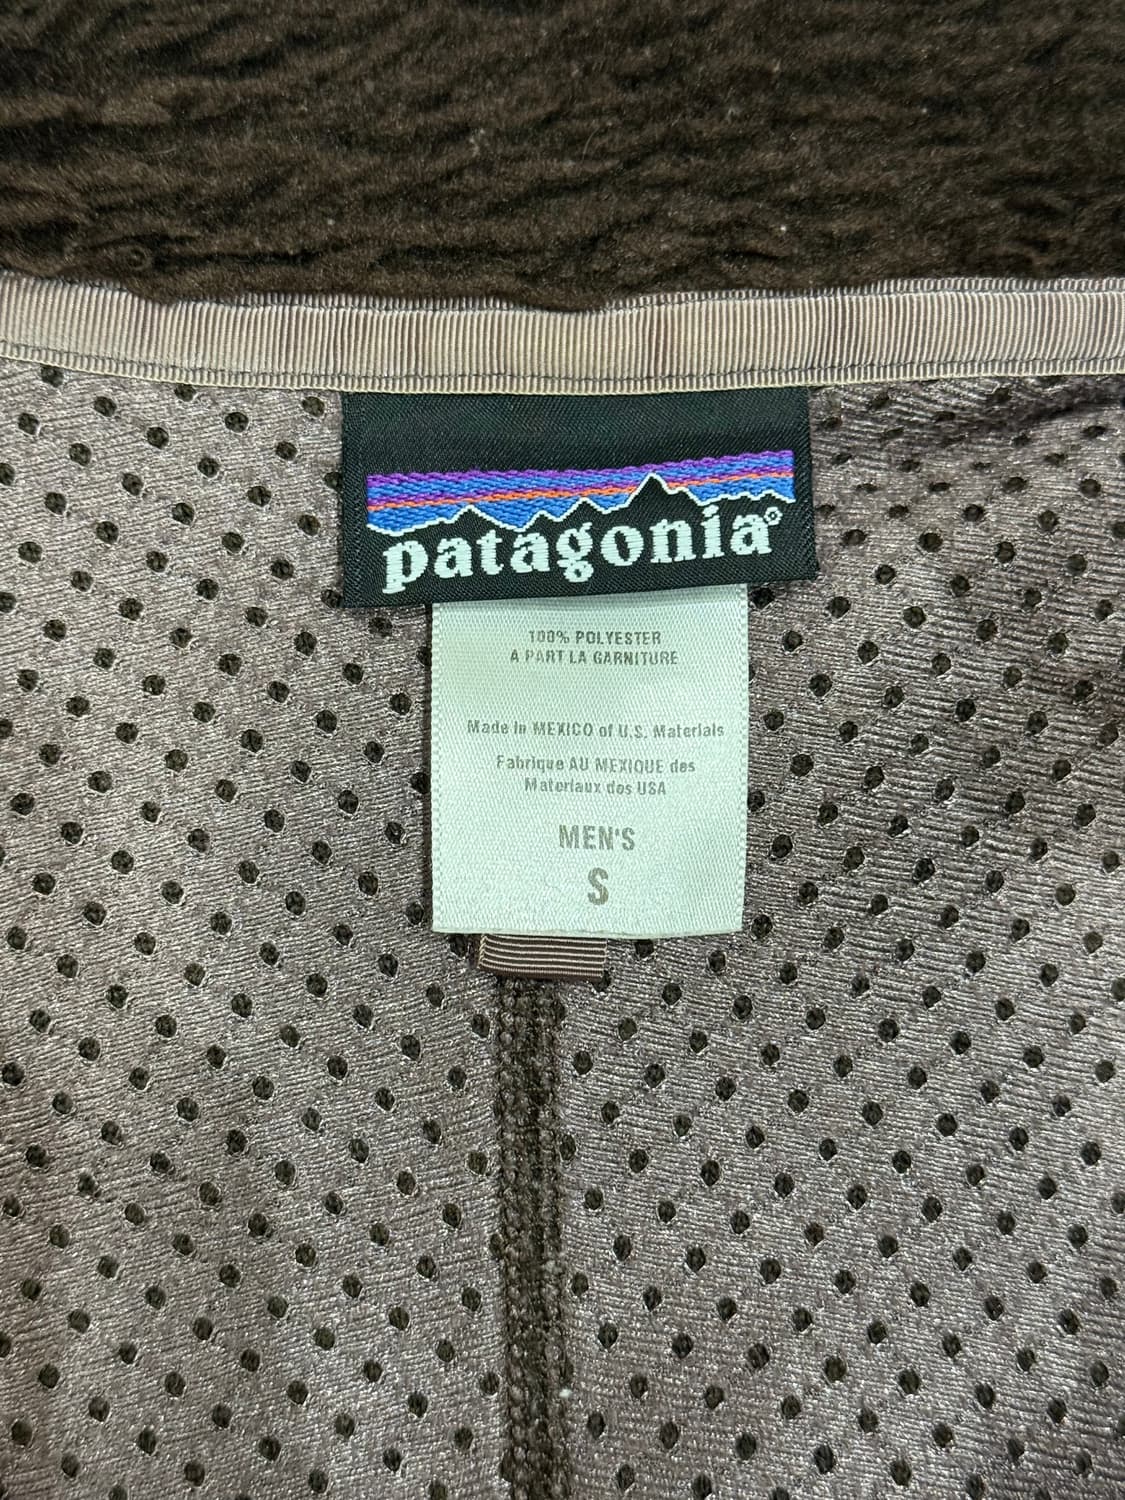 patagonia®
100% POLYESTER
A PART LA GARNITURE
Made in MEXICO of U.S. Materials
Fabrique AU MEXIQUE des
Materiaux des USA
MEN'S
S